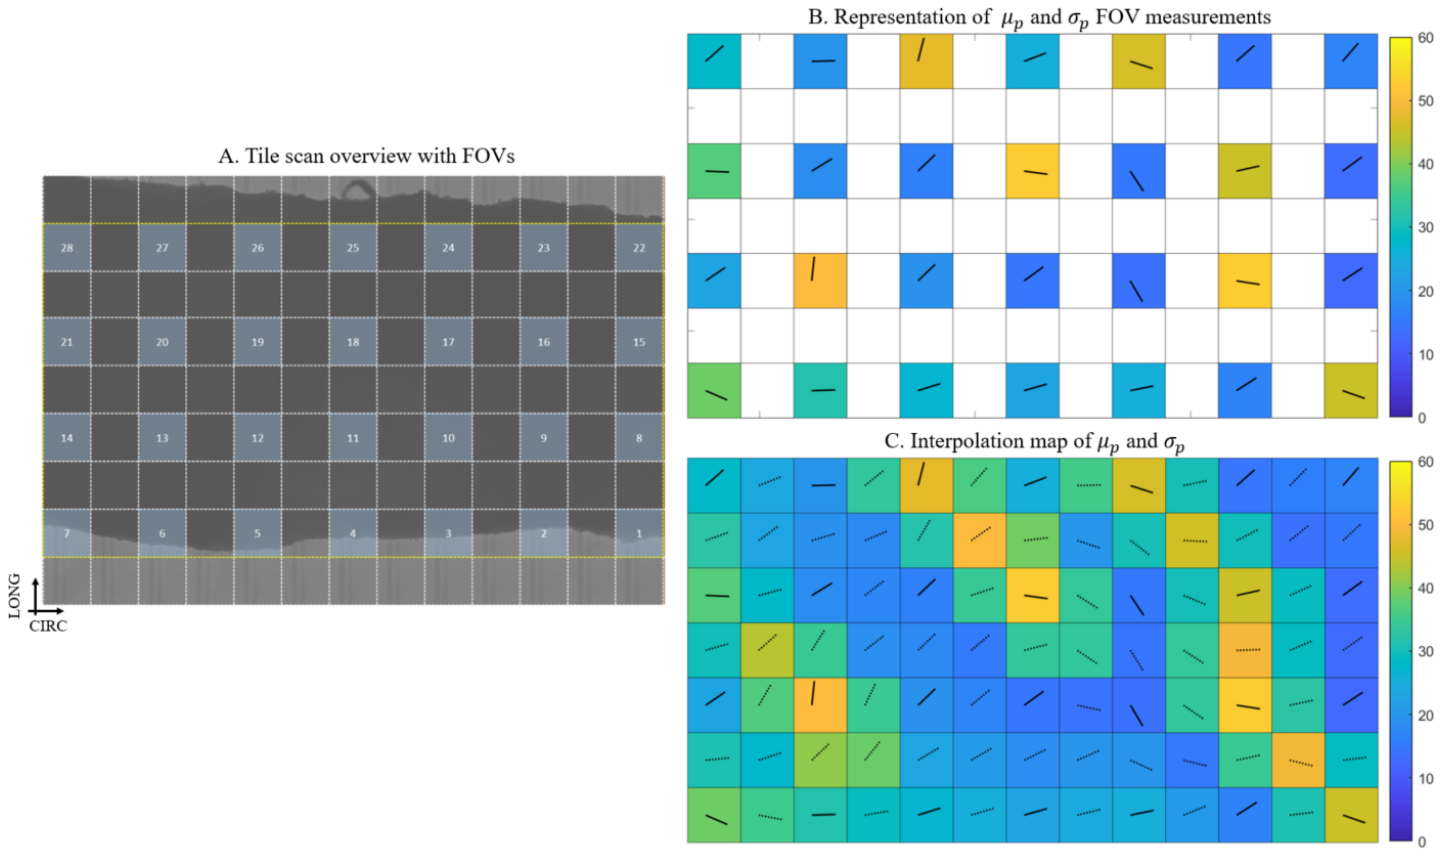 A. Tile scan overview with FOVs
28 27 26 25 24 23 22
21 20 19 18 17 16 15
14 13 12 11 10 9 8
7 6 5 4 3 2 1
LONG
CIRC
B. Representation of μp and σp FOV measurements
60
50
40
30
20
10
0
C. Interpolation map of μp and σp
60
50
40
30
20
10
0